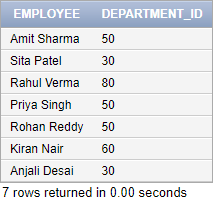 EMPLOYEE DEPARTMENT_ID
Amit Sharma 50
Sita Patel 30
Rahul Verma 80
Priya Singh 50
Rohan Reddy 50
Kiran Nair 60
Anjali Desai 30
7 rows returned in 0.00 seconds